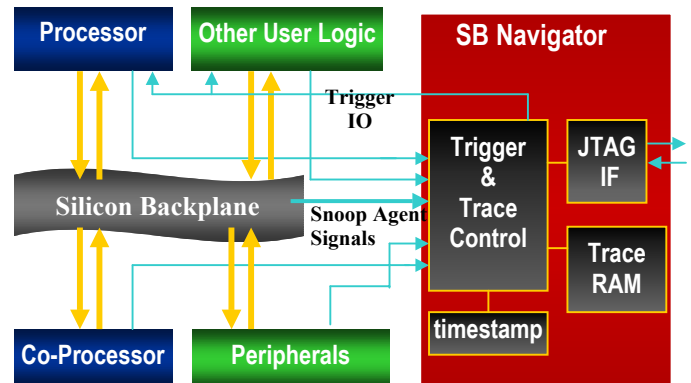 Processor
Other User Logic
SB Navigator
Trigger
IO
Trigger
&
Trace
Control
JTAG
IF
Silicon Backplane
Snoop Agent
Signals
Trace
RAM
timestamp
Co-Processor
Peripherals